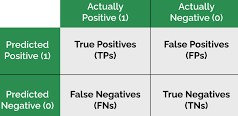 Actually
Positive (1)
Actually
Negative (0)
Predicted
Positive (1)
True Positives
(TPs)
False Positives
(FPs)
Predicted
Negative (0)
False Negatives
(FNs)
True Negatives
(TNs)